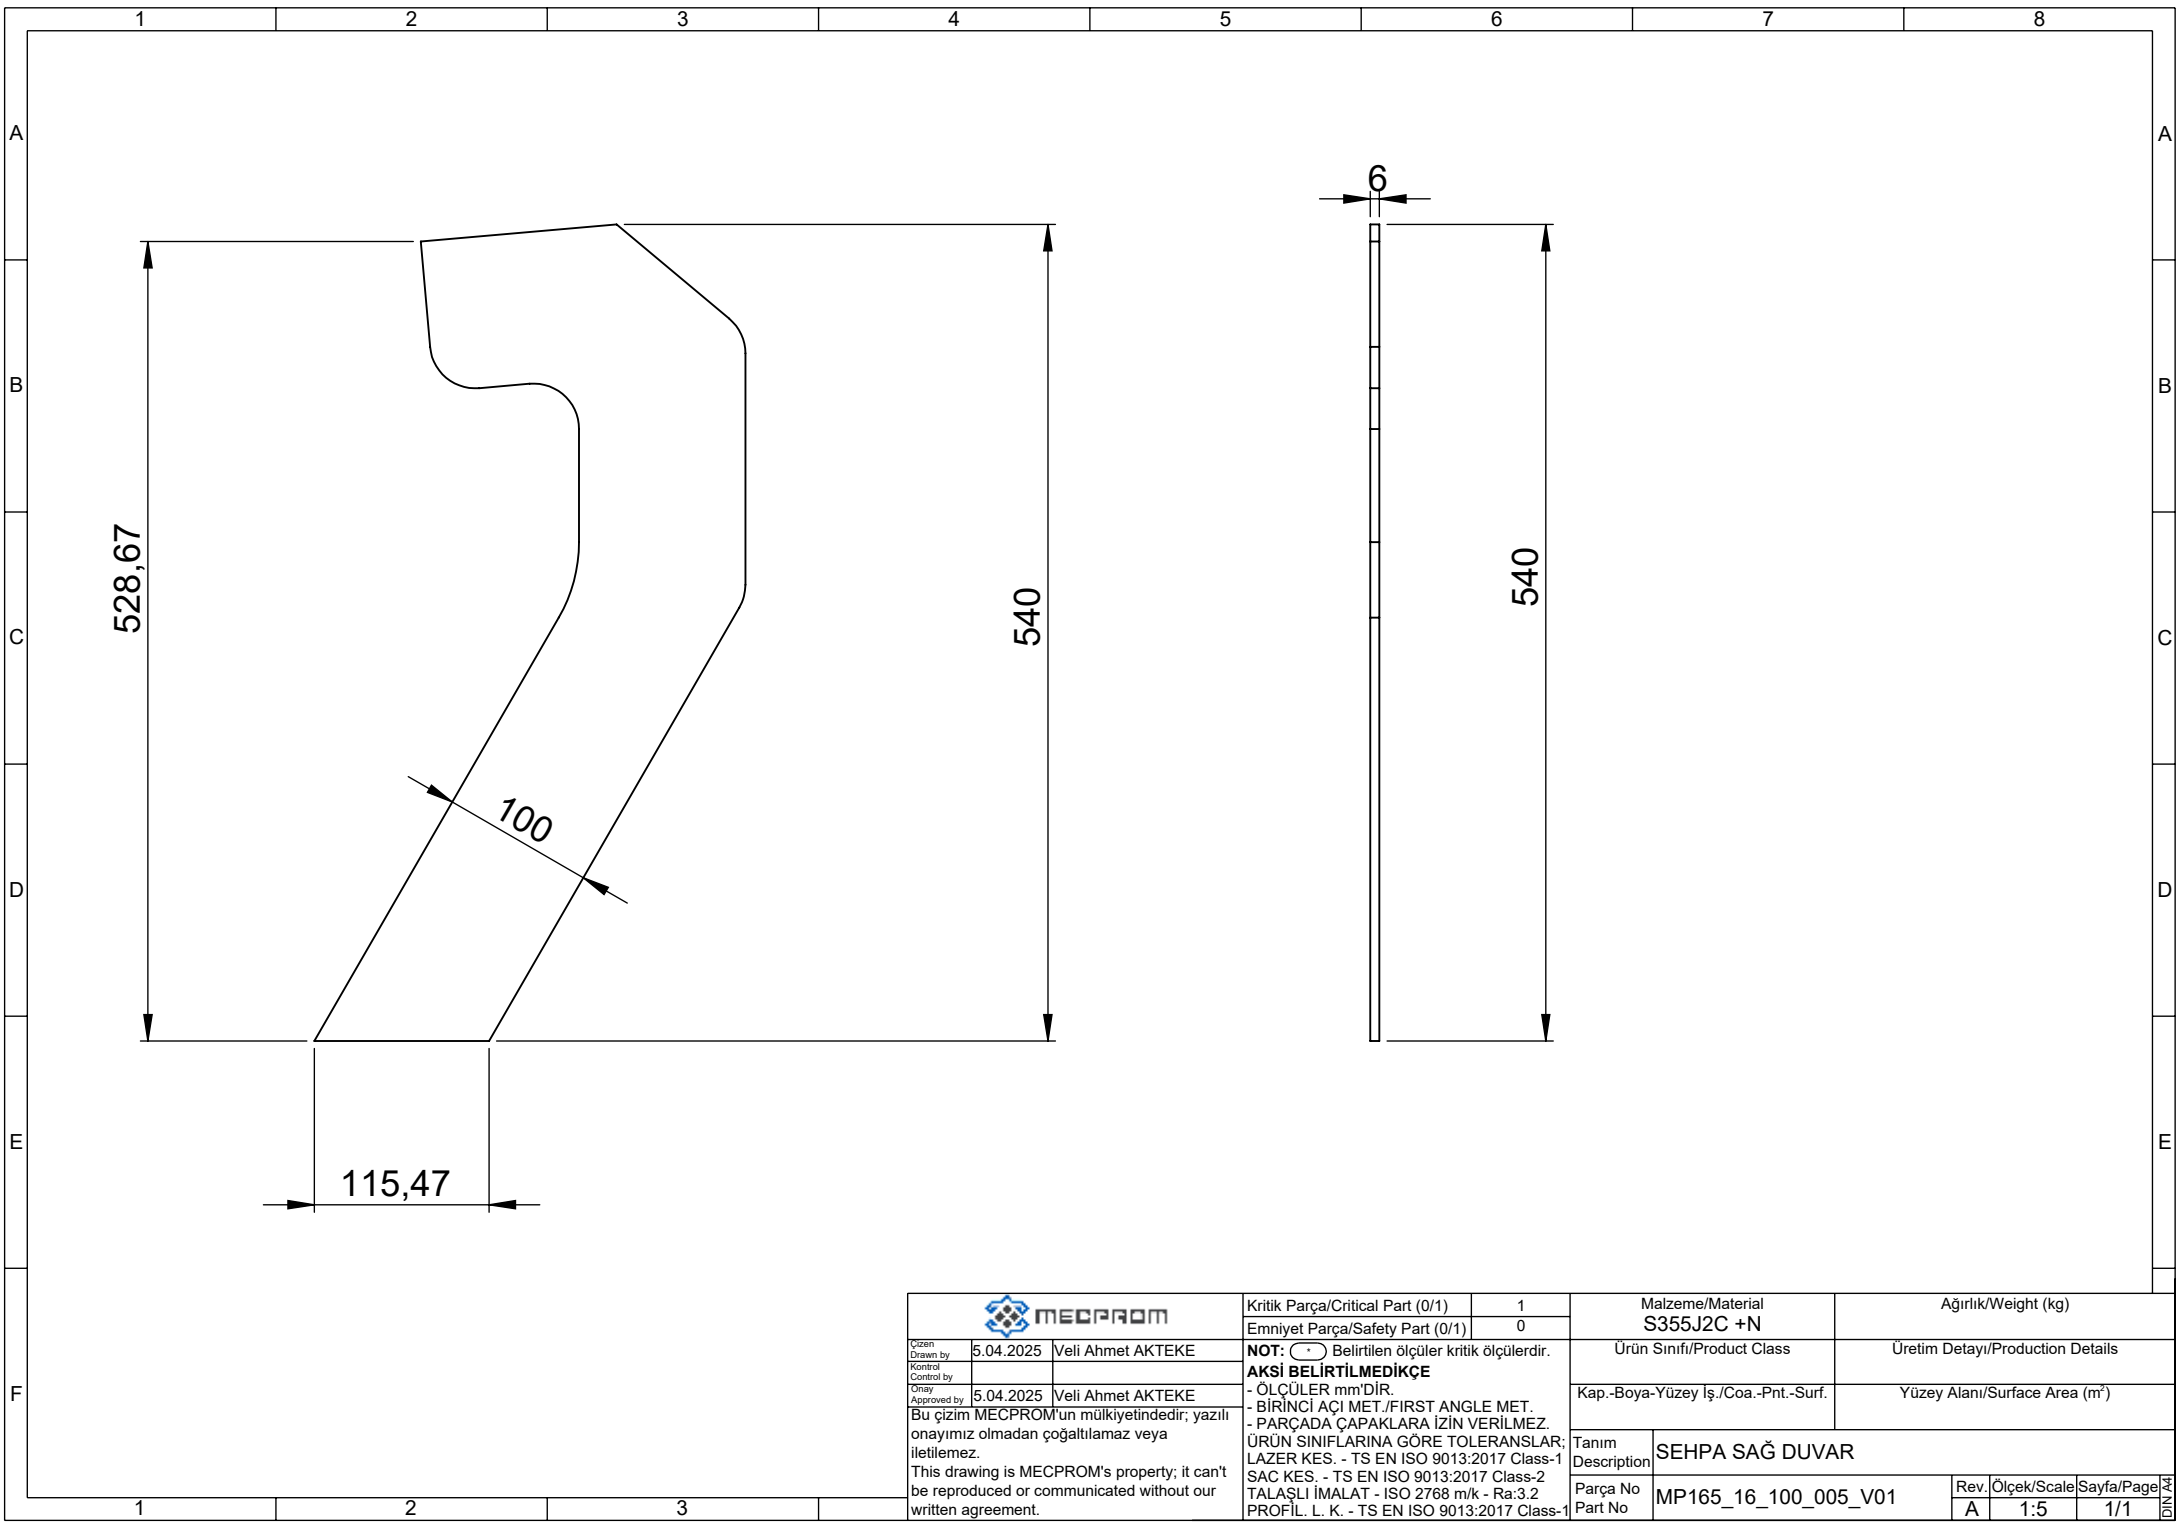 1 2 3 4 5 6 7 8
A A
B B
C C
D D
E E
F
1 2 3
6
528,67
540
540
100
115,47
MECPROM
Çizen
Drawn by
5.04.2025 Veli Ahmet AKTEKE
Kontrol
Control by
Onay
Approved by
5.04.2025 Veli Ahmet AKTEKE
Bu çizim MECPROM'un mülkiyetindedir; yazılı
onayımız olmadan çoğaltılamaz veya
iletilemez.
This drawing is MECPROM's property; it can't
be reproduced or communicated without our
written agreement.
Kritik Parça/Critical Part (0/1) 1
Emniyet Parça/Safety Part (0/1) 0
NOT: * Belirtilen ölçüler kritik ölçülerdir.
AKSİ BELİRTİLMEDİKÇE
- ÖLÇÜLER mm'DİR.
- BİRİNCİ AÇI MET./FIRST ANGLE MET.
- PARÇADA ÇAPAKLARA İZİN VERİLMEZ.
ÜRÜN SINIFLARINA GÖRE TOLERANSLAR;
LAZER KES. - TS EN ISO 9013:2017 Class-1
SAC KES. - TS EN ISO 9013:2017 Class-2
TALAŞLI İMALAT - ISO 2768 m/k - Ra:3.2
PROFİL. L. K. - TS EN ISO 9013:2017 Class-1
Malzeme/Material
S355J2C +N
Ağırlık/Weight (kg)
Ürün Sınıfı/Product Class
Üretim Detayı/Production Details
Kap.-Boya-Yüzey İş./Coa.-Pnt.-Surf.
Yüzey Alanı/Surface Area (m²)
Tanım
Description
SEHPA SAĞ DUVAR
Parça No
Part No
MP165_16_100_005_V01
Rev. Ölçek/Scale Sayfa/Page
A 1:5 1/1
DIN A4